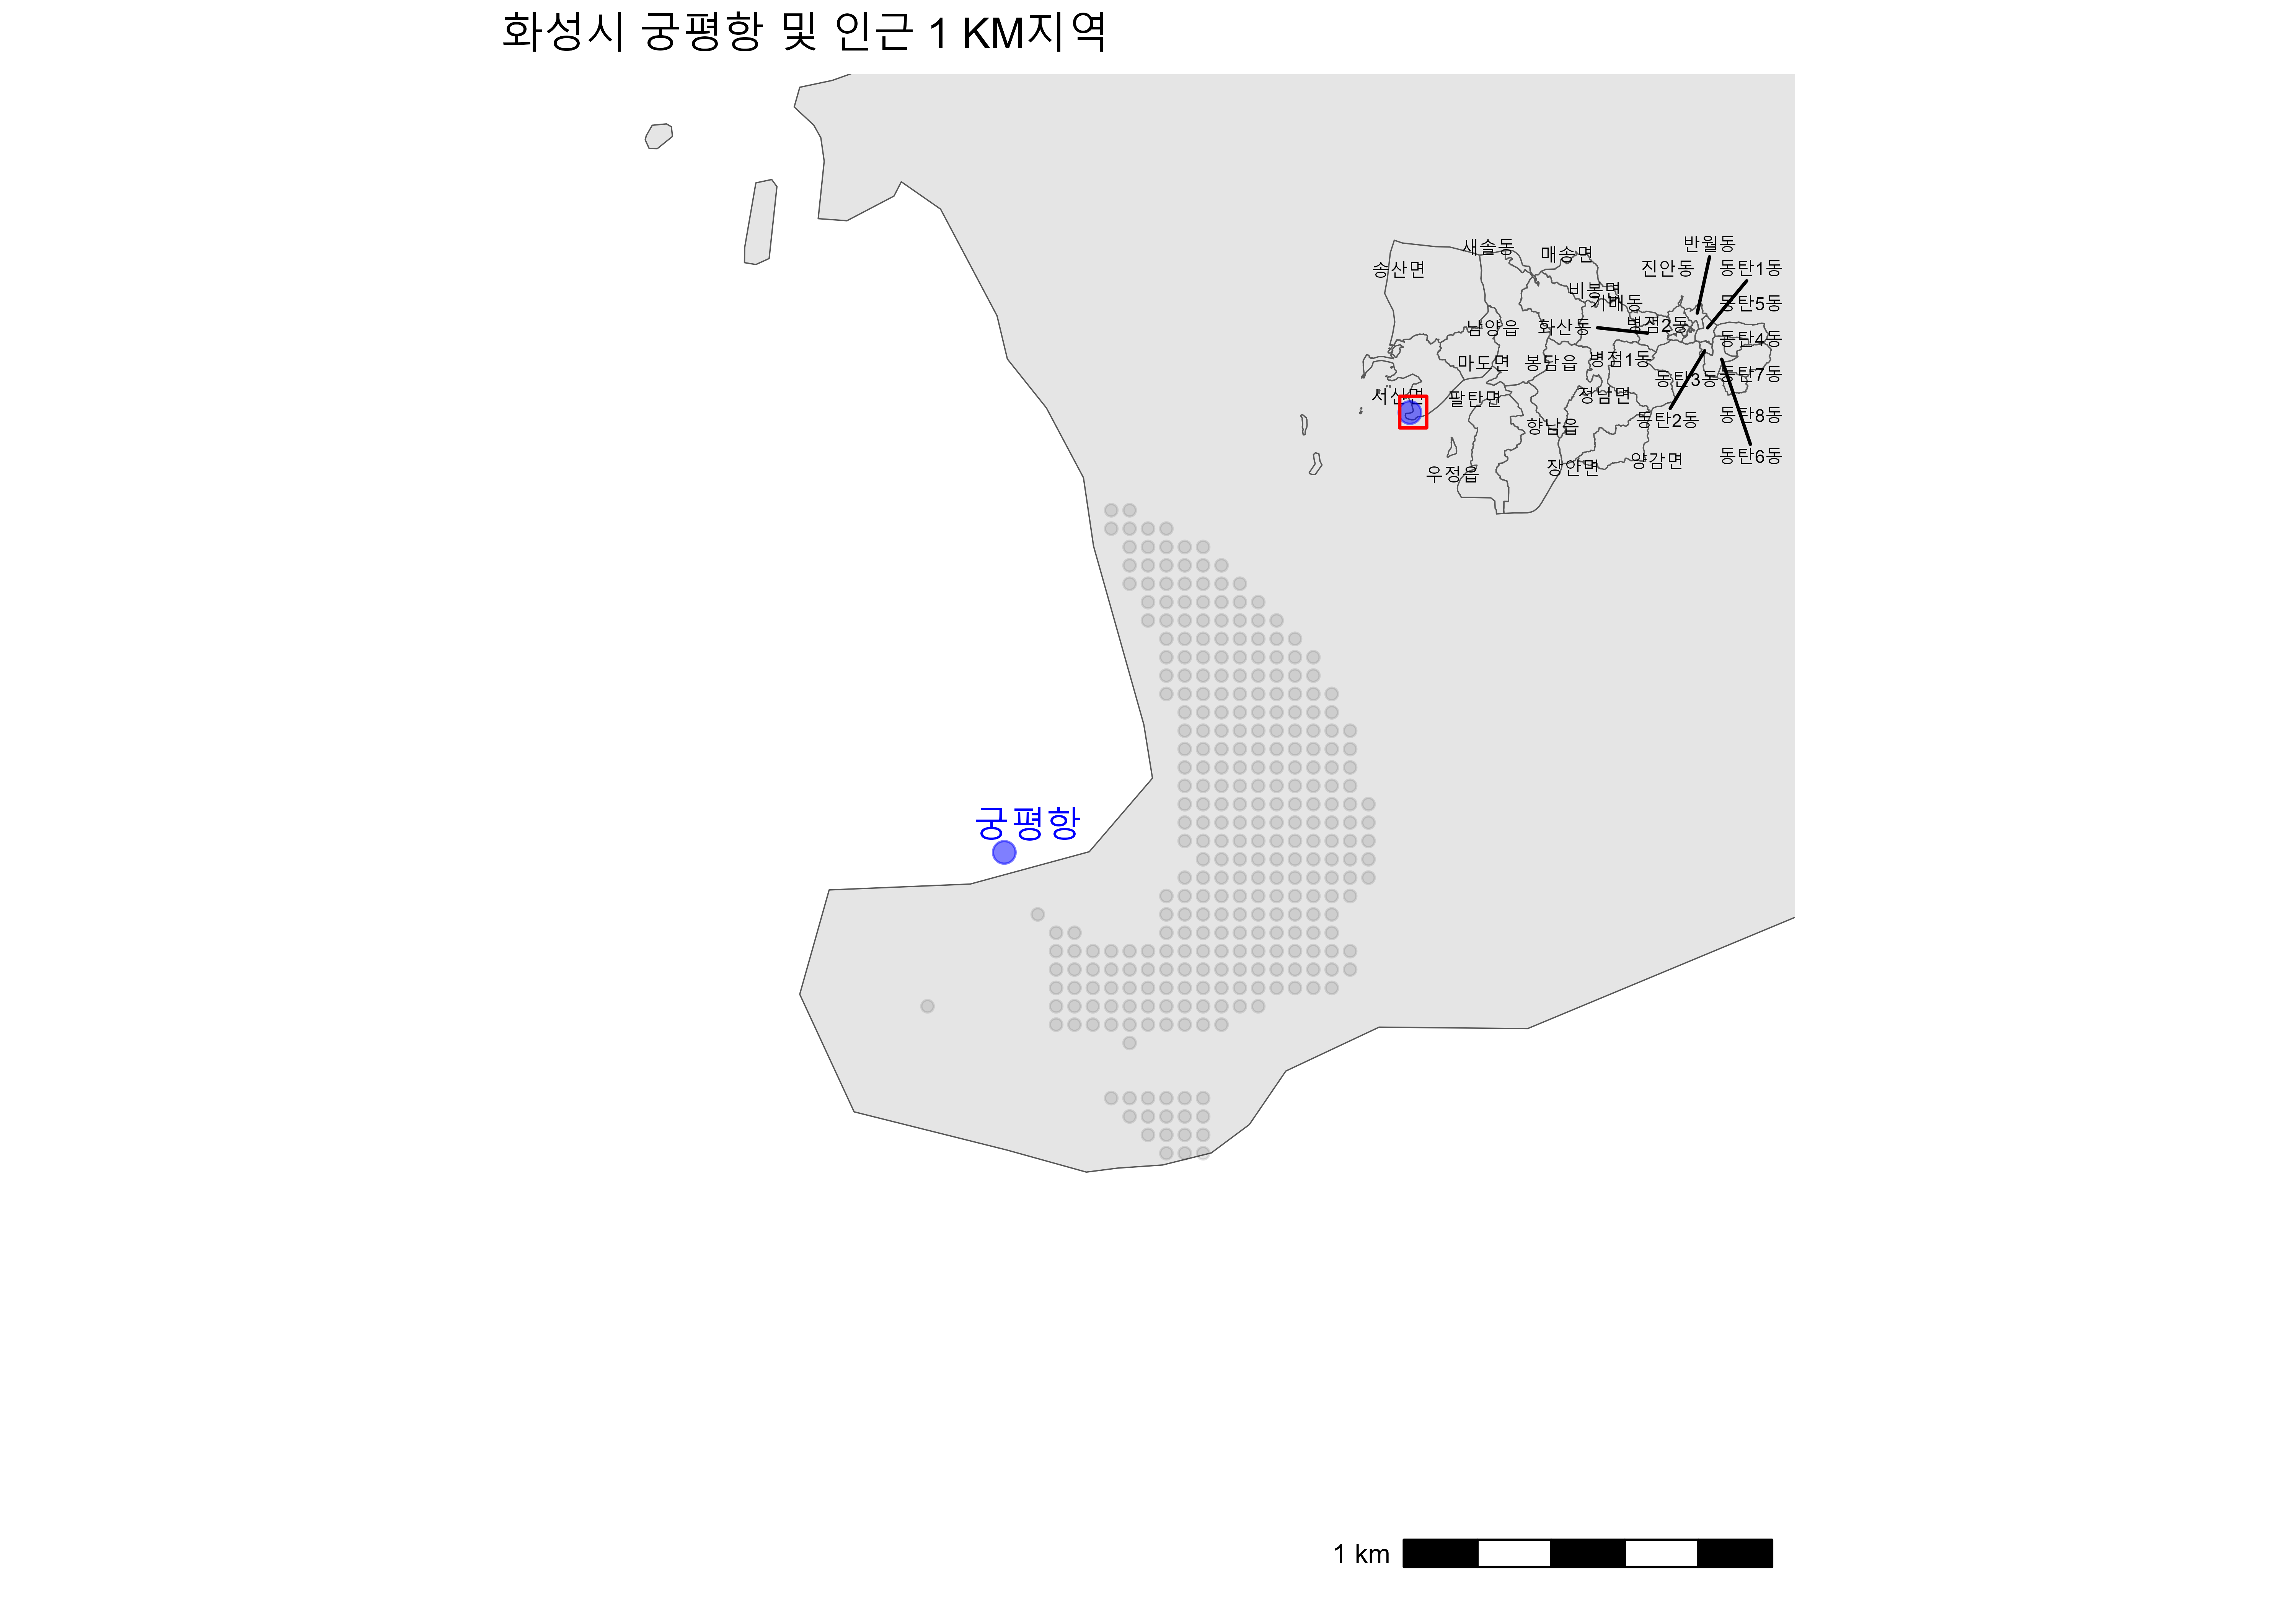 화성시 궁평항 및 인근 1 KM지역
반월동
새솔동
매송면
송산면
진안동
동탄1동
비봉면
기배동
동탄5동
남양읍
화산동
병점2동
동탄4동
마도면
봉담읍
병점1동
동탄3동
동탄7동
서신면
팔탄면
정남면
동탄2동
동탄8동
향남읍
우정읍
장안면
양감면
동탄6동
궁평항
1 km